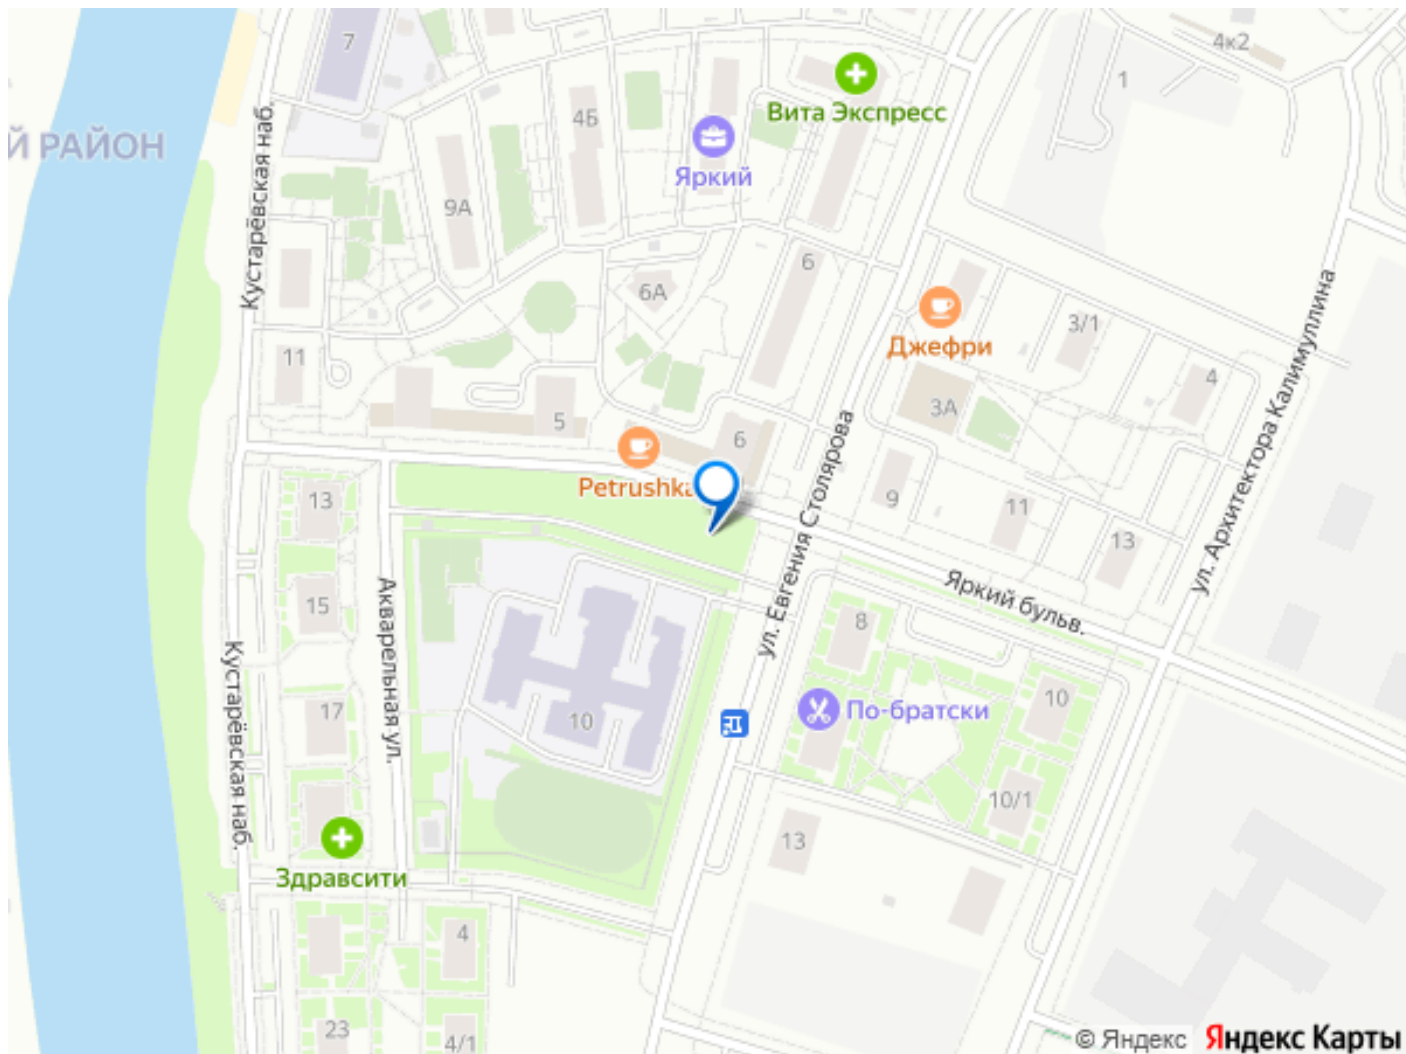 7
4к2
1
Вита Экспресс
4Б
Й РАЙОН
Яркий
Кустарёвская наб.
9А
6
6А
Джефри
3/1
ул. Архитектора Калимуллина
11
4
3А
5
6
ул. Евгения Столярова
Petrushka
13
9
11
13
Яркий бульв.
15
Акварельная ул.
8
Кустарёвская наб.
17
10
По-братски
10
10/1
13
Здравсити
4
23
4/1
© Яндекс Яндекс Карты